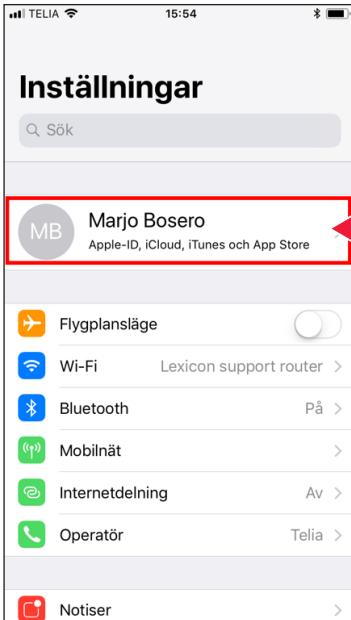 TELIA 15:54
Inställningar
Sök
MB
Marjo Bosero
Apple-ID, iCloud, iTunes och App Store
Flygplansläge
Wi-Fi Lexicon support router
Bluetooth På
Mobilnät
Internetdelning Av
Operatör Telia
Notiser